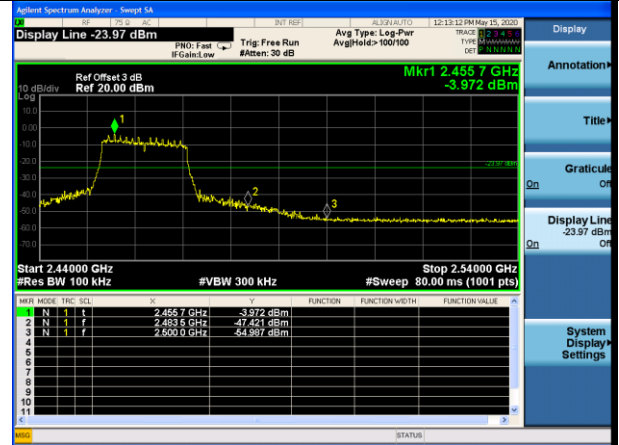 Agilent Spectrum Analyzer - Swept SA
RF 75 Ω AC INT REF ALIGN AUTO 12:13:12 PM May 15, 2020
Display Line -23.97 dBm
Avg Type: Log-Pwr
TRACE 1 2 3 4 5 6
PNO: Fast Trig: Free Run Avg|Hold:> 100/100
TYPE M
IFGain:Low #Atten: 30 dB
DET P N N N N N
Mkr1 2.455 7 GHz
-3.972 dBm
Ref Offset 3 dB
10 dB/div Ref 20.00 dBm
Log
10.0
1
0.00
-10.0
-20.0
-23.97 dBm
-30.0
-40.0
2
-50.0
3
-60.0
-70.0
Start 2.44000 GHz Stop 2.54000 GHz
#Res BW 100 kHz #VBW 300 kHz #Sweep 80.00 ms (1001 pts)
MKR MODE TRC SCL X Y FUNCTION FUNCTION WIDTH FUNCTION VALUE
1 N 1 t 2.455 7 GHz -3.972 dBm
2 N 1 f 2.483 5 GHz -47.421 dBm
3 N 1 f 2.500 0 GHz -54.987 dBm
4
5
6
7
8
9
10
11
MSG STATUS
Display
Annotation
Title
Graticule
On Off
Display Line
-23.97 dBm
On Off
System
Display
Settings